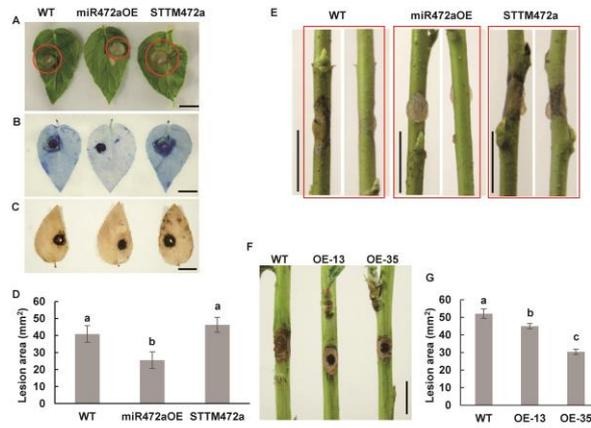 A
WT miR472aOE STTM472a
B
C
D
Lesion area (mm²)
60
50
40
30
20
10
0
a
b
a
WT miR472aOE STTM472a
E
WT miR472aOE STTM472a
F
WT OE-13 OE-35
G
Lesion area (mm²)
60
50
40
30
20
10
0
a
b
c
WT OE-13 OE-35